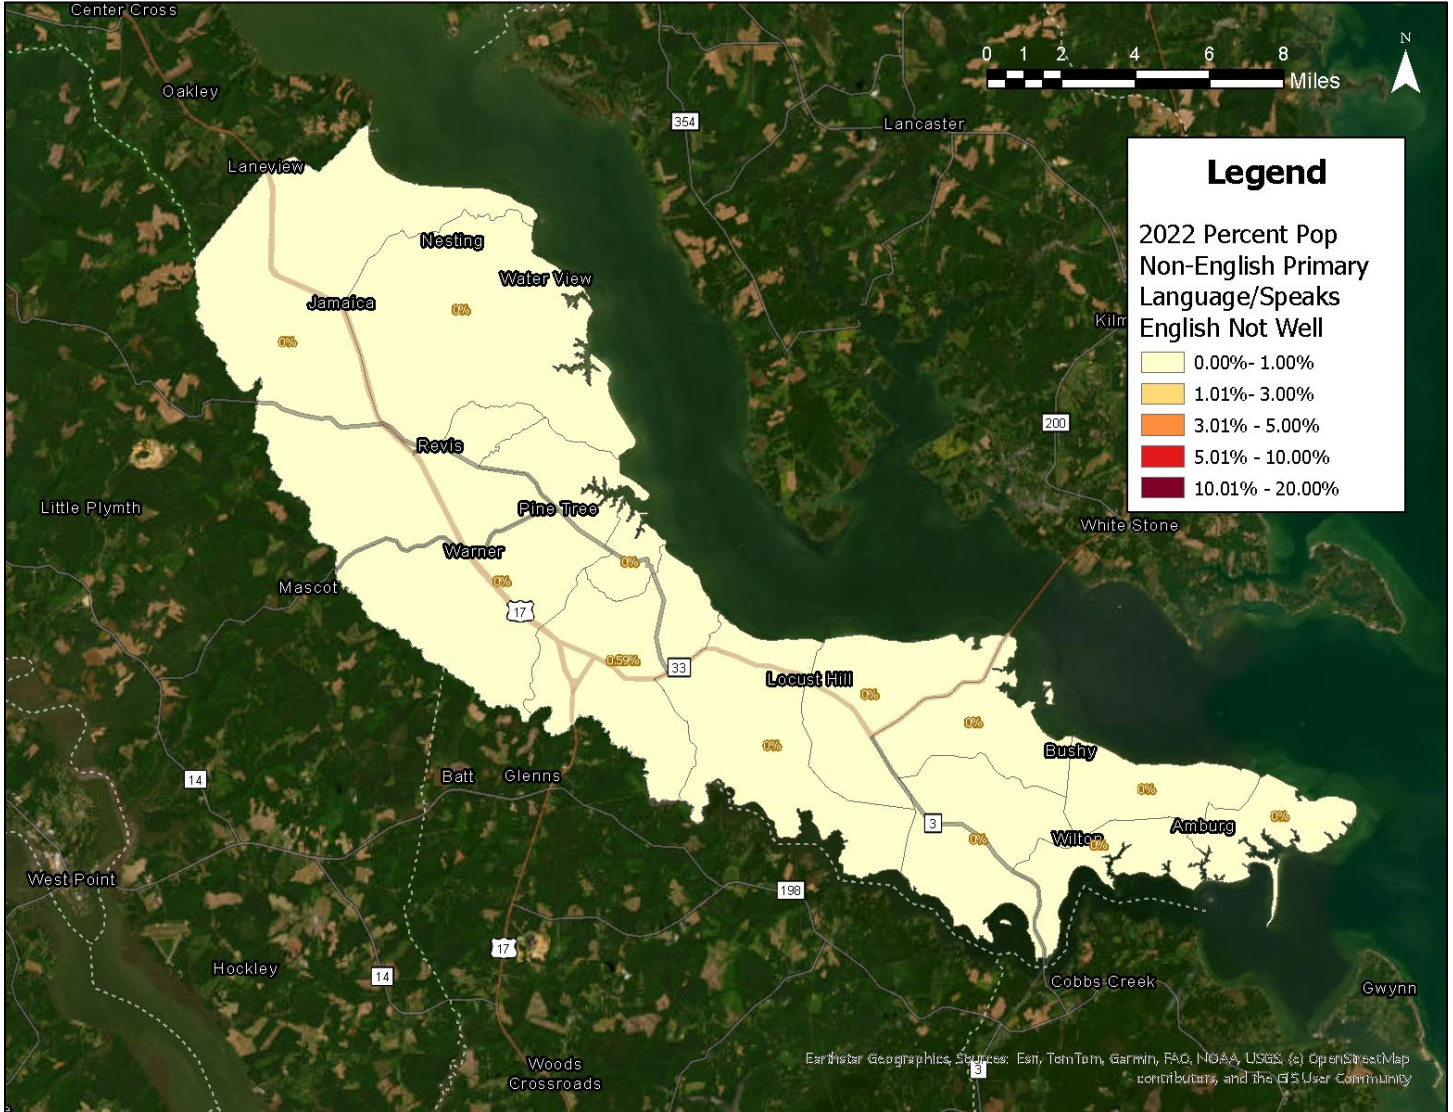 Center Cross
0 1 2 4 6 8
Miles
N
Oakley
354
Lancaster
Laneview
Legend
2022 Percent Pop
Non-English Primary
Language/Speaks
English Not Well
0.00%- 1.00%
1.01%- 3.00%
3.01% - 5.00%
5.01% - 10.00%
10.01% - 20.00%
Nesting
Water View
Jamaica
0%
Kilm
0%
200
Revis
Little Plymth
Pine Tree
White Stone
Warner
0%
Mascot
0%
17
0.59%
33
Locust Hill
0%
0%
0%
Bushy
14
Batt
Glenns
0%
0%
Amburg
3
0%
Wilton
0%
West Point
198
17
Hockley
14
Cobbs Creek
Gwynn
Woods
Crossroads
3
Earthstar Geographics, Sources: Esri, TomTom, Garmin, FAO, NOAA, USGS, (c) OpenStreetMap
contributors, and the GIS User Community